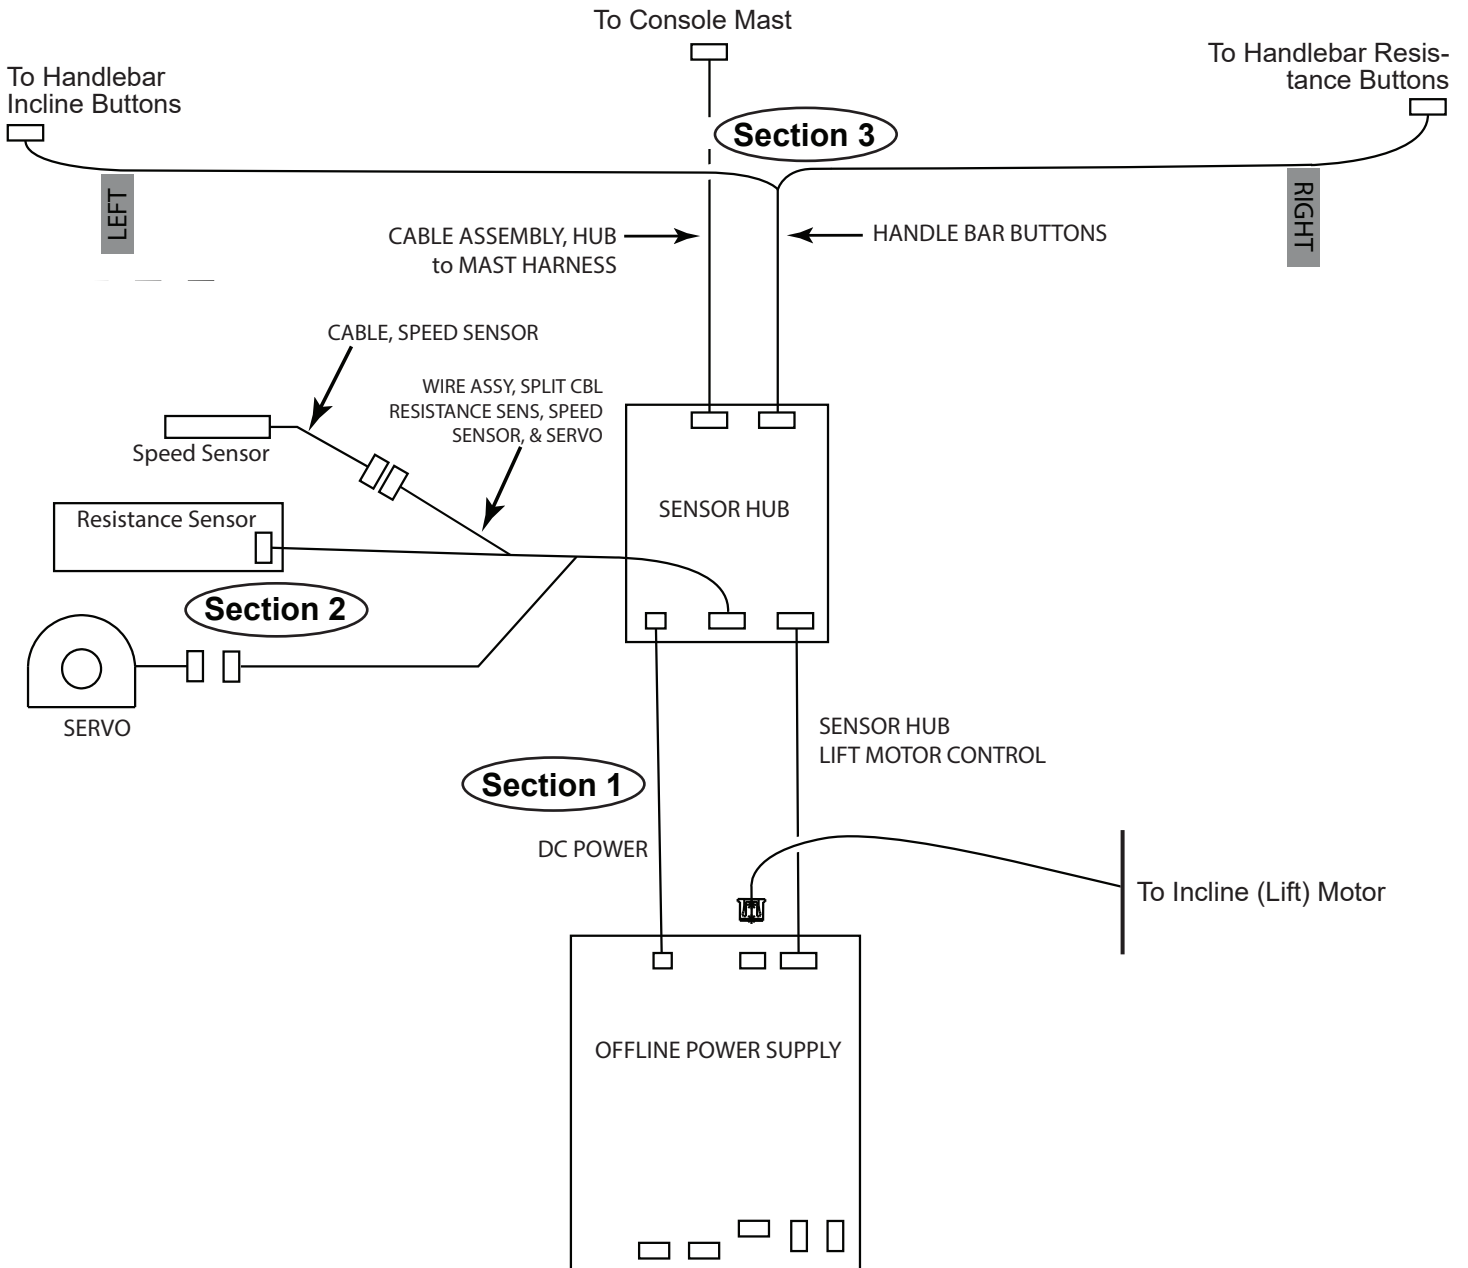 To Console Mast
To Handlebar
Incline Buttons
To Handlebar Resis-
tance Buttons
Section 3
LEFT
RIGHT
CABLE ASSEMBLY, HUB
to MAST HARNESS
HANDLE BAR BUTTONS
CABLE, SPEED SENSOR
WIRE ASSY, SPLIT CBL
RESISTANCE SENS, SPEED
SENSOR, & SERVO
Speed Sensor
SENSOR HUB
Resistance Sensor
Section 2
SERVO
SENSOR HUB
LIFT MOTOR CONTROL
Section 1
DC POWER
To Incline (Lift) Motor
OFFLINE POWER SUPPLY